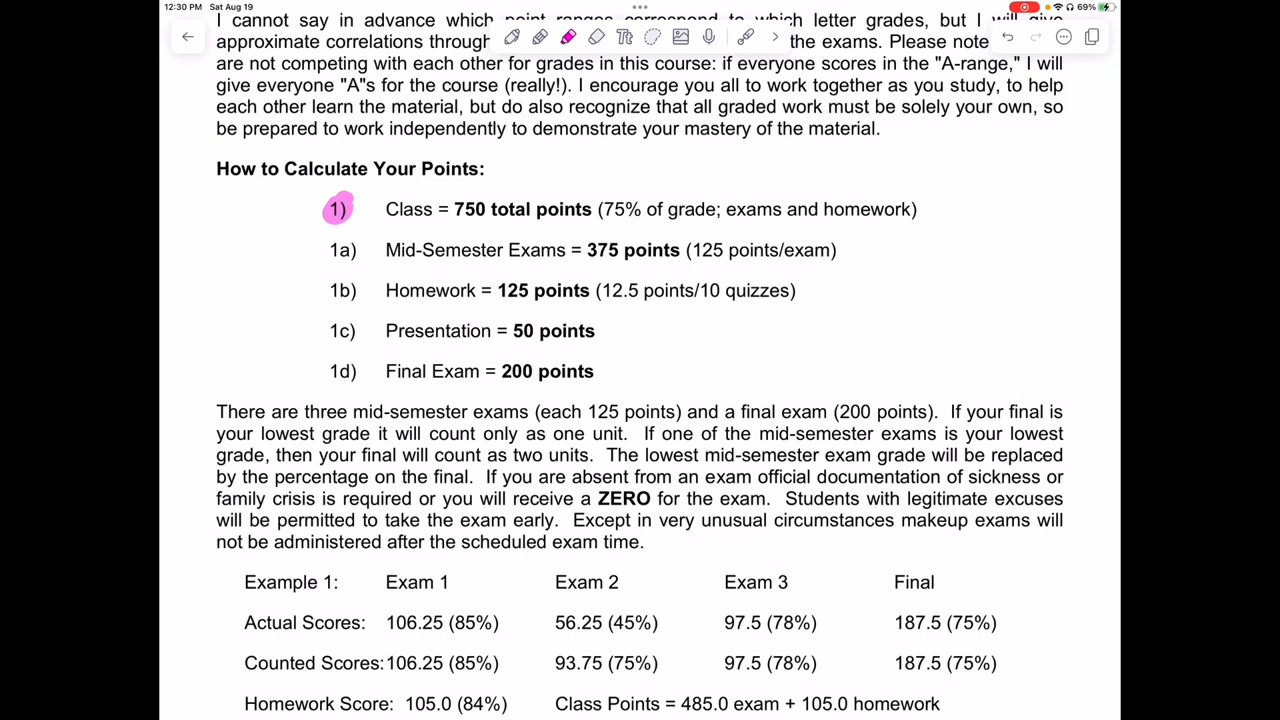 12:30 PM Sat Aug 19
69%
I cannot say in advance which point ranges correspond to which letter grades, but I will give
approximate correlations through the exams. Please note
are not competing with each other for grades in this course: if everyone scores in the "A-range," I will
give everyone "A"s for the course (really!). I encourage you all to work together as you study, to help
each other learn the material, but do also recognize that all graded work must be solely your own, so
be prepared to work independently to demonstrate your mastery of the material.
How to Calculate Your Points:
1) Class = 750 total points (75% of grade; exams and homework)
1a) Mid-Semester Exams = 375 points (125 points/exam)
1b) Homework = 125 points (12.5 points/10 quizzes)
1c) Presentation = 50 points
1d) Final Exam = 200 points
There are three mid-semester exams (each 125 points) and a final exam (200 points). If your final is
your lowest grade it will count only as one unit. If one of the mid-semester exams is your lowest
grade, then your final will count as two units. The lowest mid-semester exam grade will be replaced
by the percentage on the final. If you are absent from an exam official documentation of sickness or
family crisis is required or you will receive a ZERO for the exam. Students with legitimate excuses
will be permitted to take the exam early. Except in very unusual circumstances makeup exams will
not be administered after the scheduled exam time.
Example 1: Exam 1 Exam 2 Exam 3 Final
Actual Scores: 106.25 (85%) 56.25 (45%) 97.5 (78%) 187.5 (75%)
Counted Scores: 106.25 (85%) 93.75 (75%) 97.5 (78%) 187.5 (75%)
Homework Score: 105.0 (84%) Class Points = 485.0 exam + 105.0 homework